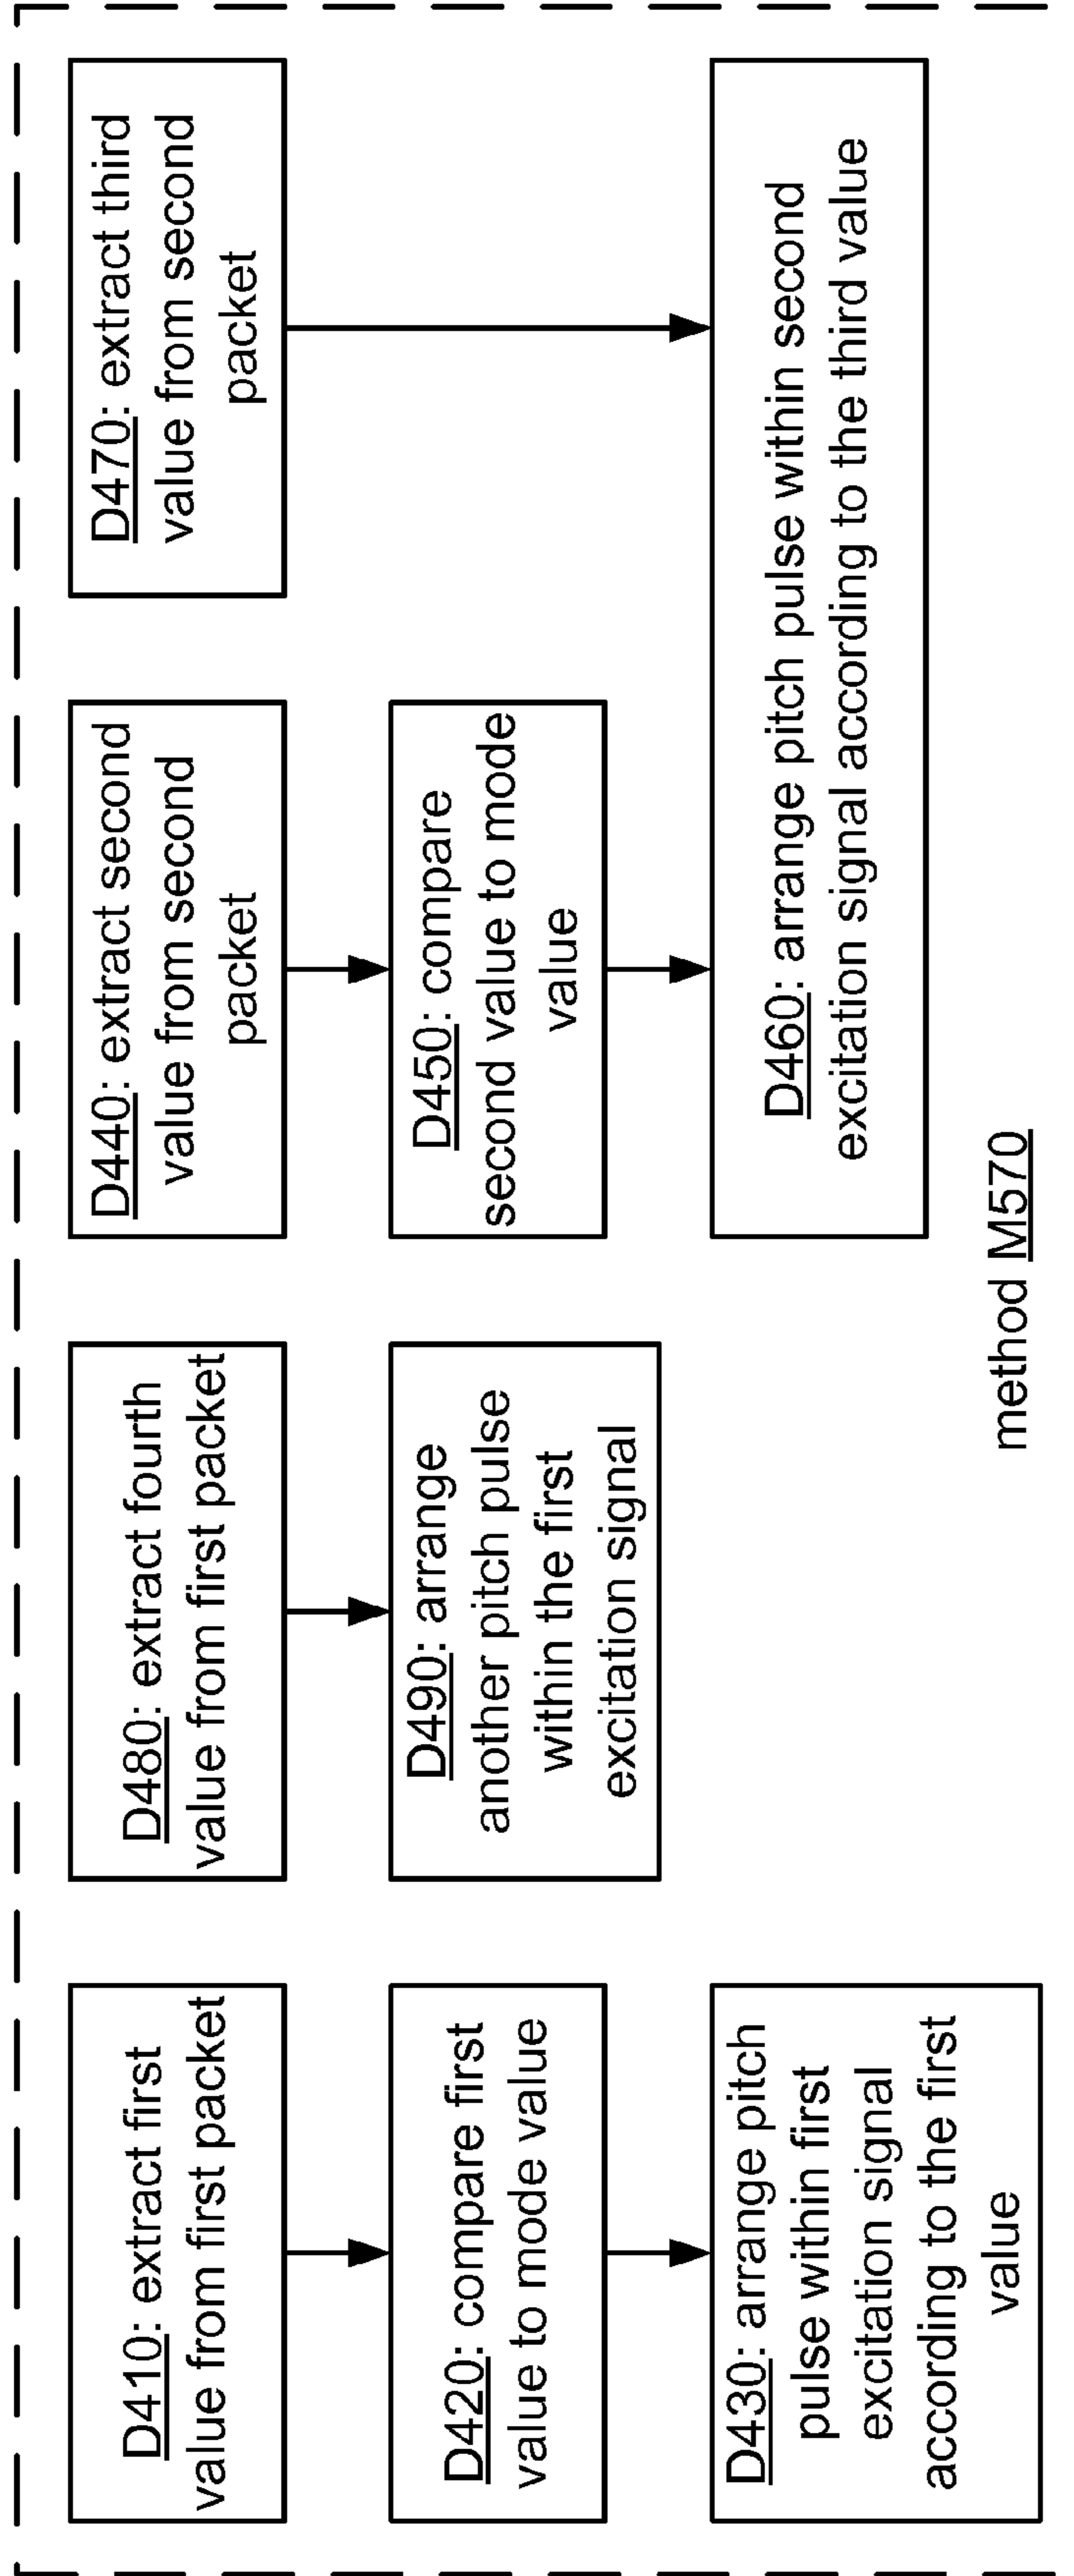 D410: extract first
value from first packet
D420: compare first
value to mode value
D430: arrange pitch
pulse within first
excitation signal
according to the first
value
D480: extract fourth
value from first packet
D490: arrange
another pitch pulse
within the first
excitation signal
D440: extract second
value from second
packet
D450: compare
second value to mode
value
D470: extract third
value from second
packet
D460: arrange pitch pulse within second
excitation signal according to the third value
method M570